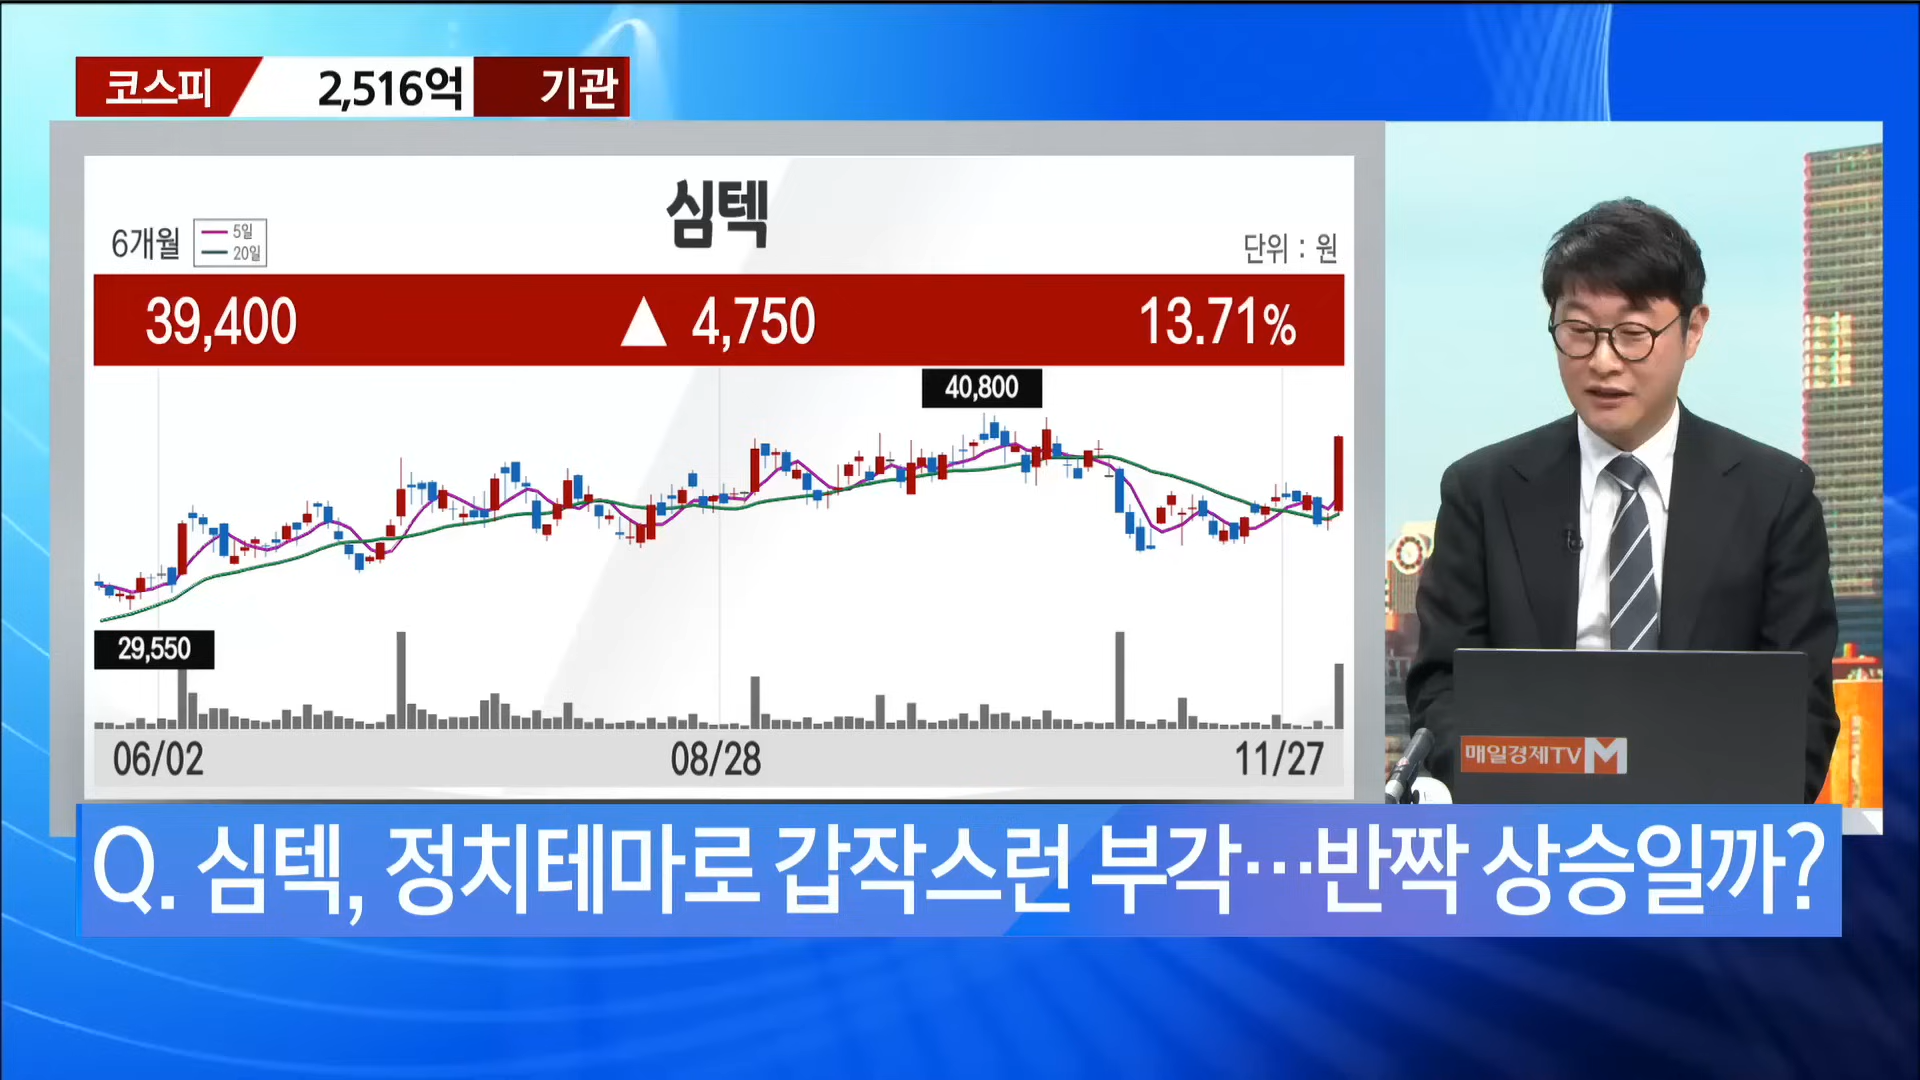 코스피 2,516억 기관
심텍
6개월 5일
20일
단위 : 원
39,400 ▲ 4,750 13.71%
40,800
29,550
06/02 08/28 11/27
매일경제TV M
Q. 심텍, 정치테마로 갑작스런 부각…반짝 상승일까?